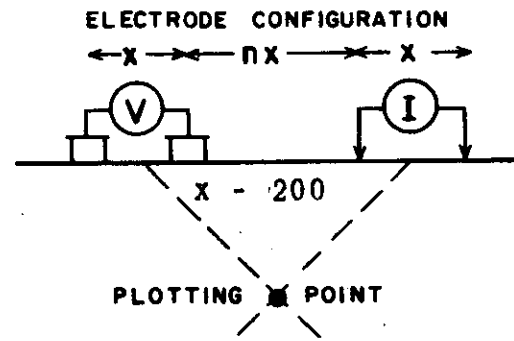 ELECTRODE CONFIGURATION
x nx x
V I
x - 200
PLOTTING POINT